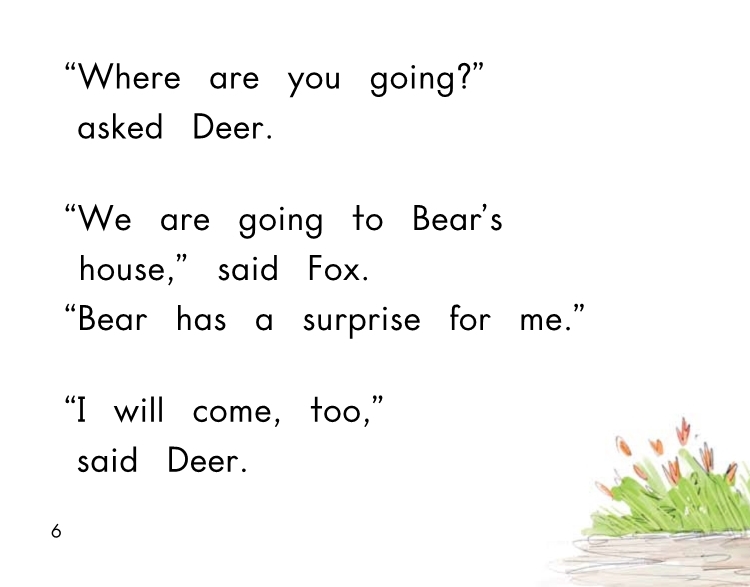 “Where are you going?”
asked Deer.
“We are going to Bear’s
house,” said Fox.
“Bear has a surprise for me.”
“I will come, too,”
said Deer.
6